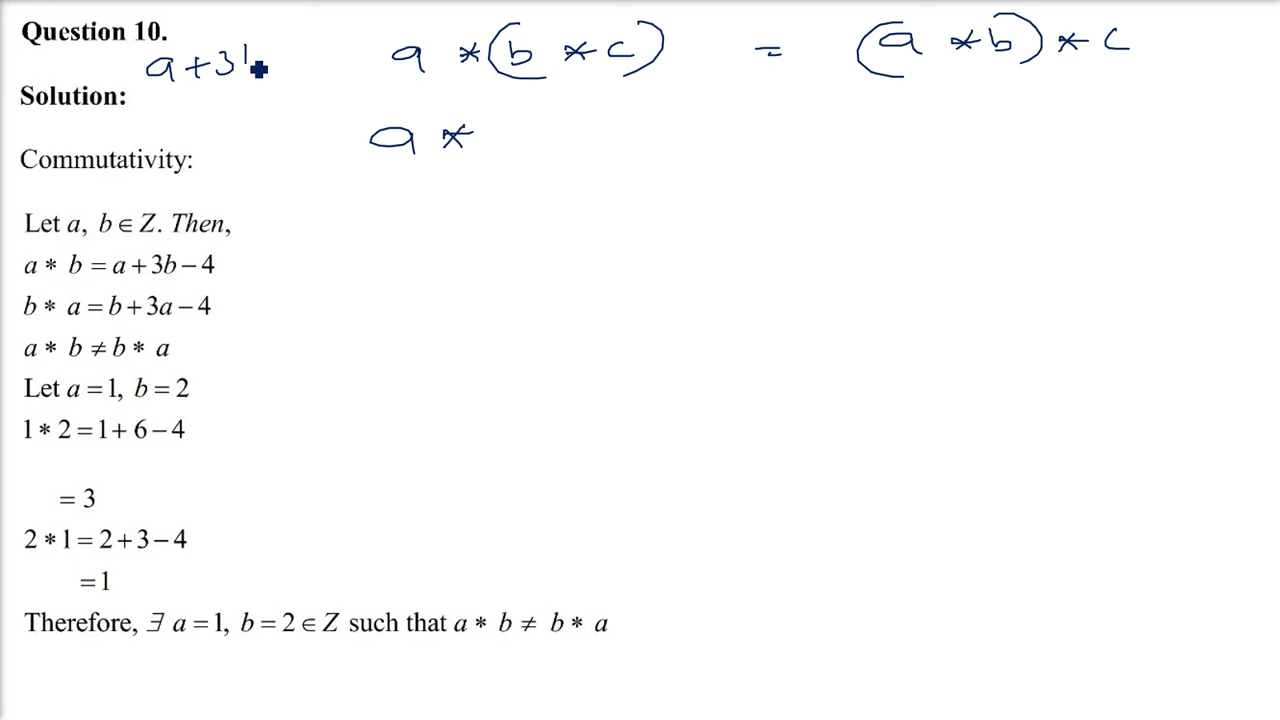 Question 10.
a * (b * c) = (a * b) * c
a + 3
Solution:
a *
Commutativity:
Let a, b ∈ Z. Then,
a * b = a + 3b − 4
b * a = b + 3a − 4
a * b ≠ b * a
Let a = 1, b = 2
1 * 2 = 1 + 6 − 4
= 3
2 * 1 = 2 + 3 − 4
= 1
Therefore, ∃ a = 1, b = 2 ∈ Z such that a * b ≠ b * a